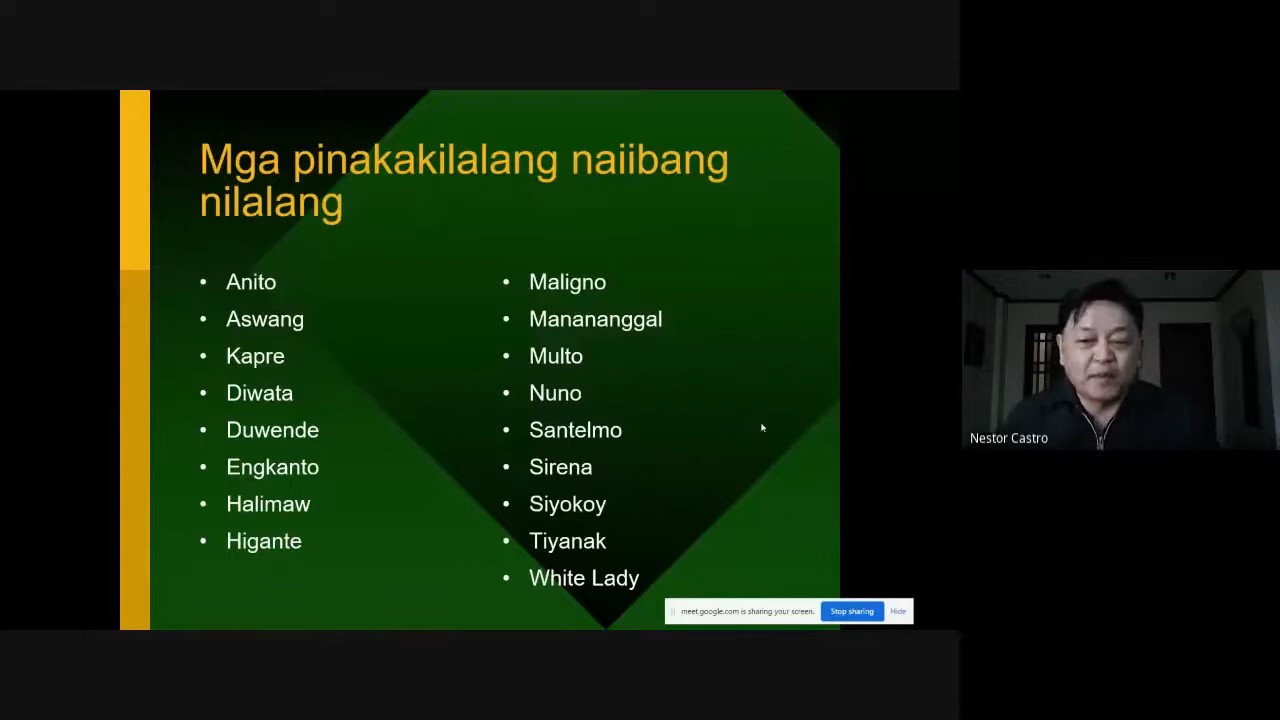 Mga pinakakilalang naiibang
nilalang
• Anito
• Aswang
• Kapre
• Diwata
• Duwende
• Engkanto
• Halimaw
• Higante
• Maligno
• Manananggal
• Multo
• Nuno
• Santelmo
• Sirena
• Siyokoy
• Tiyanak
• White Lady
meet.google.com is sharing your screen. Stop sharing Hide
Nestor Castro